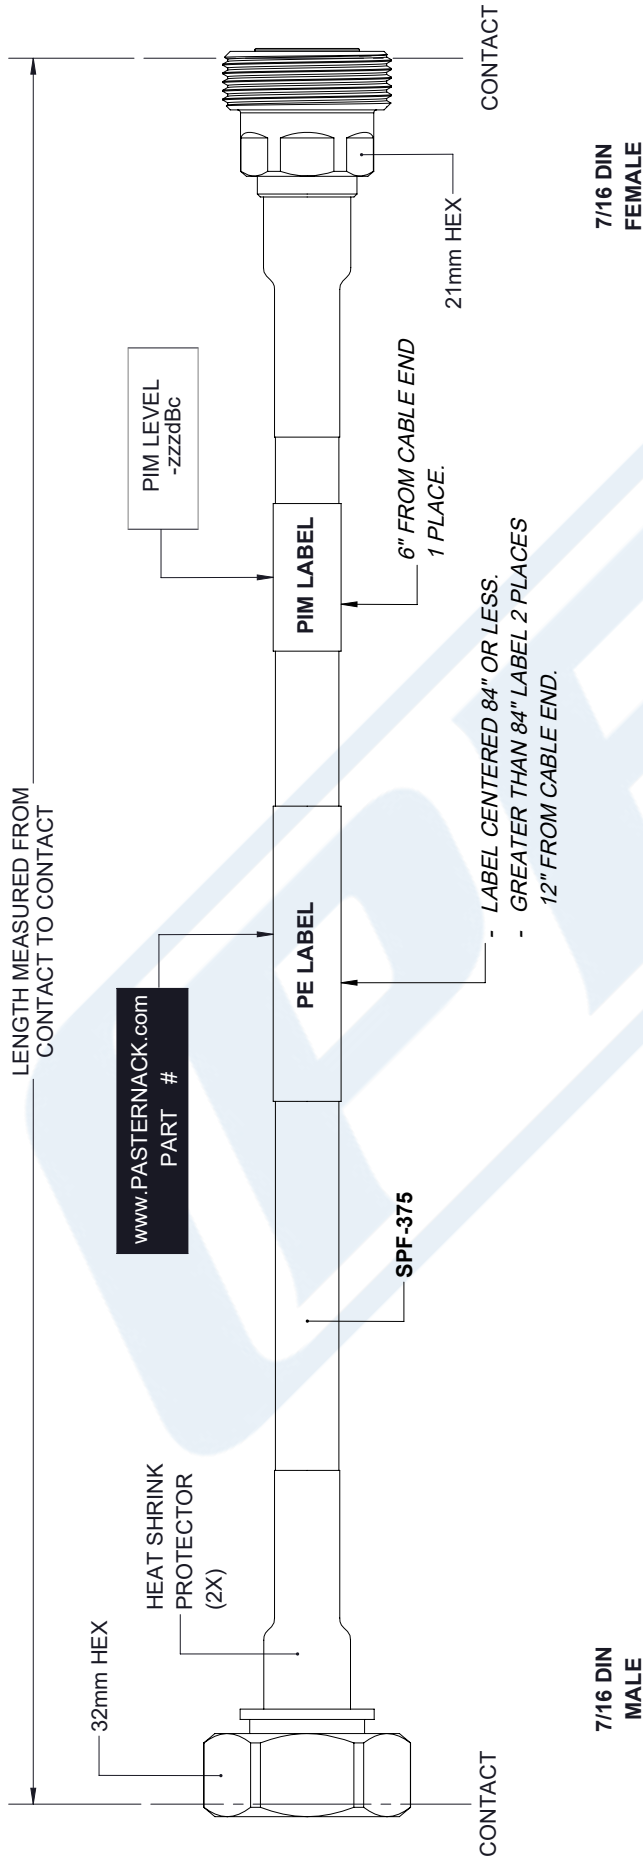 LENGTH MEASURED FROM
CONTACT TO CONTACT
32mm HEX
HEAT SHRINK
PROTECTOR
(2X)
www.PASTERNACK.com
PART #
PIM LEVEL
-zzzdBc
PE LABEL
PIM LABEL
SPF-375
- LABEL CENTERED 84" OR LESS.
- GREATER THAN 84" LABEL 2 PLACES
12" FROM CABLE END.
6" FROM CABLE END
1 PLACE.
21mm HEX
CONTACT
CONTACT
7/16 DIN
MALE
7/16 DIN
FEMALE